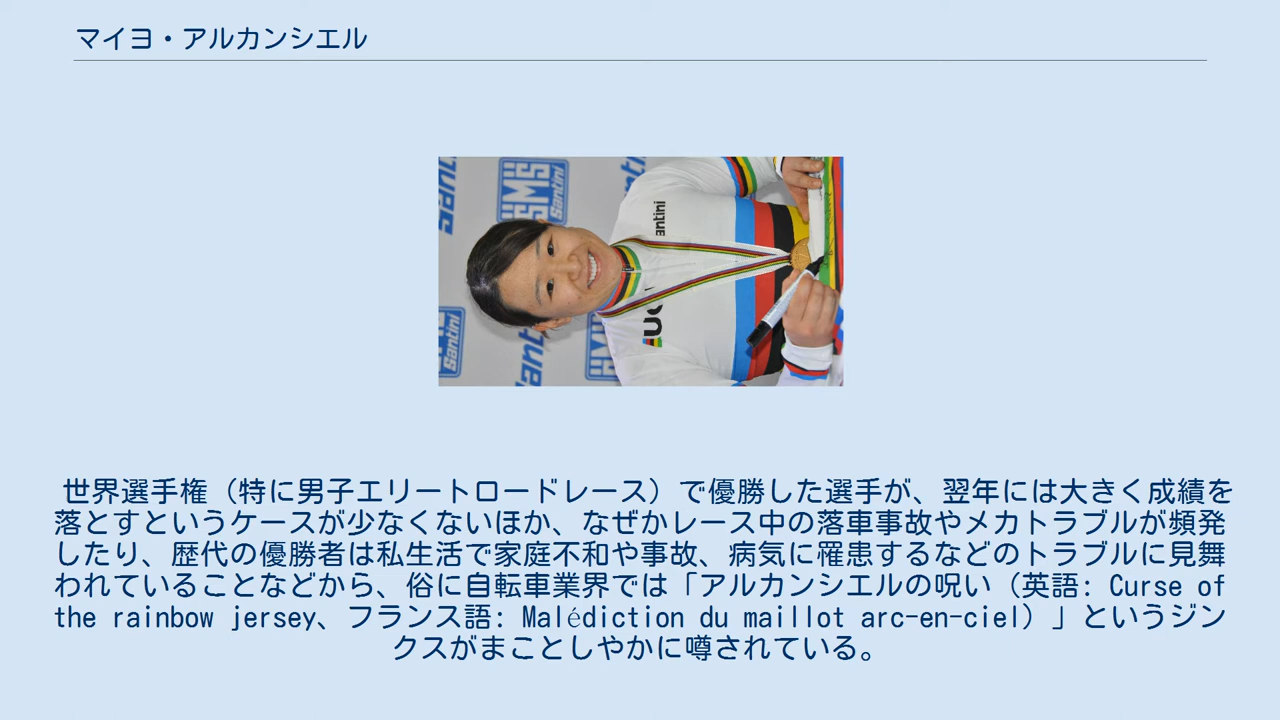 マイヨ・アルカンシエル
Santini
SMS
Santini
antini
UC
Santini
世界選手権（特に男子エリートロードレース）で優勝した選手が、翌年には大きく成績を
落とすというケースが少なくないほか、なぜかレース中の落車事故やメカトラブルが頻発
したり、歴代の優勝者は私生活で家庭不和や事故、病気に罹患するなどのトラブルに見舞
われていることなどから、俗に自転車業界では「アルカンシエルの呪い（英語: Curse of
the rainbow jersey、フランス語: Malédiction du maillot arc-en-ciel）」というジン
クスがまことしやかに噂されている。